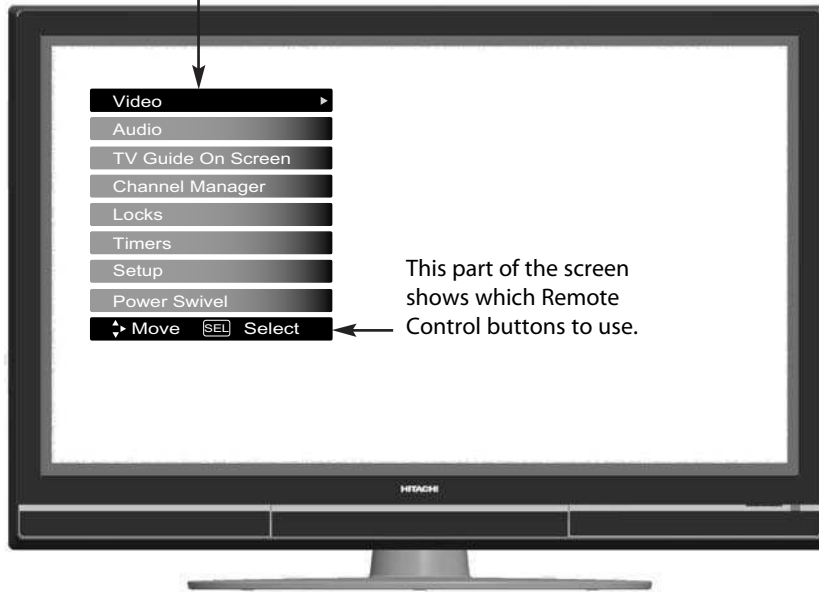 Video
Audio
TV Guide On Screen
Channel Manager
Locks
Timers
Setup
Power Swivel
Move SEL Select
This part of the screen
shows which Remote
Control buttons to use.
HITACHI